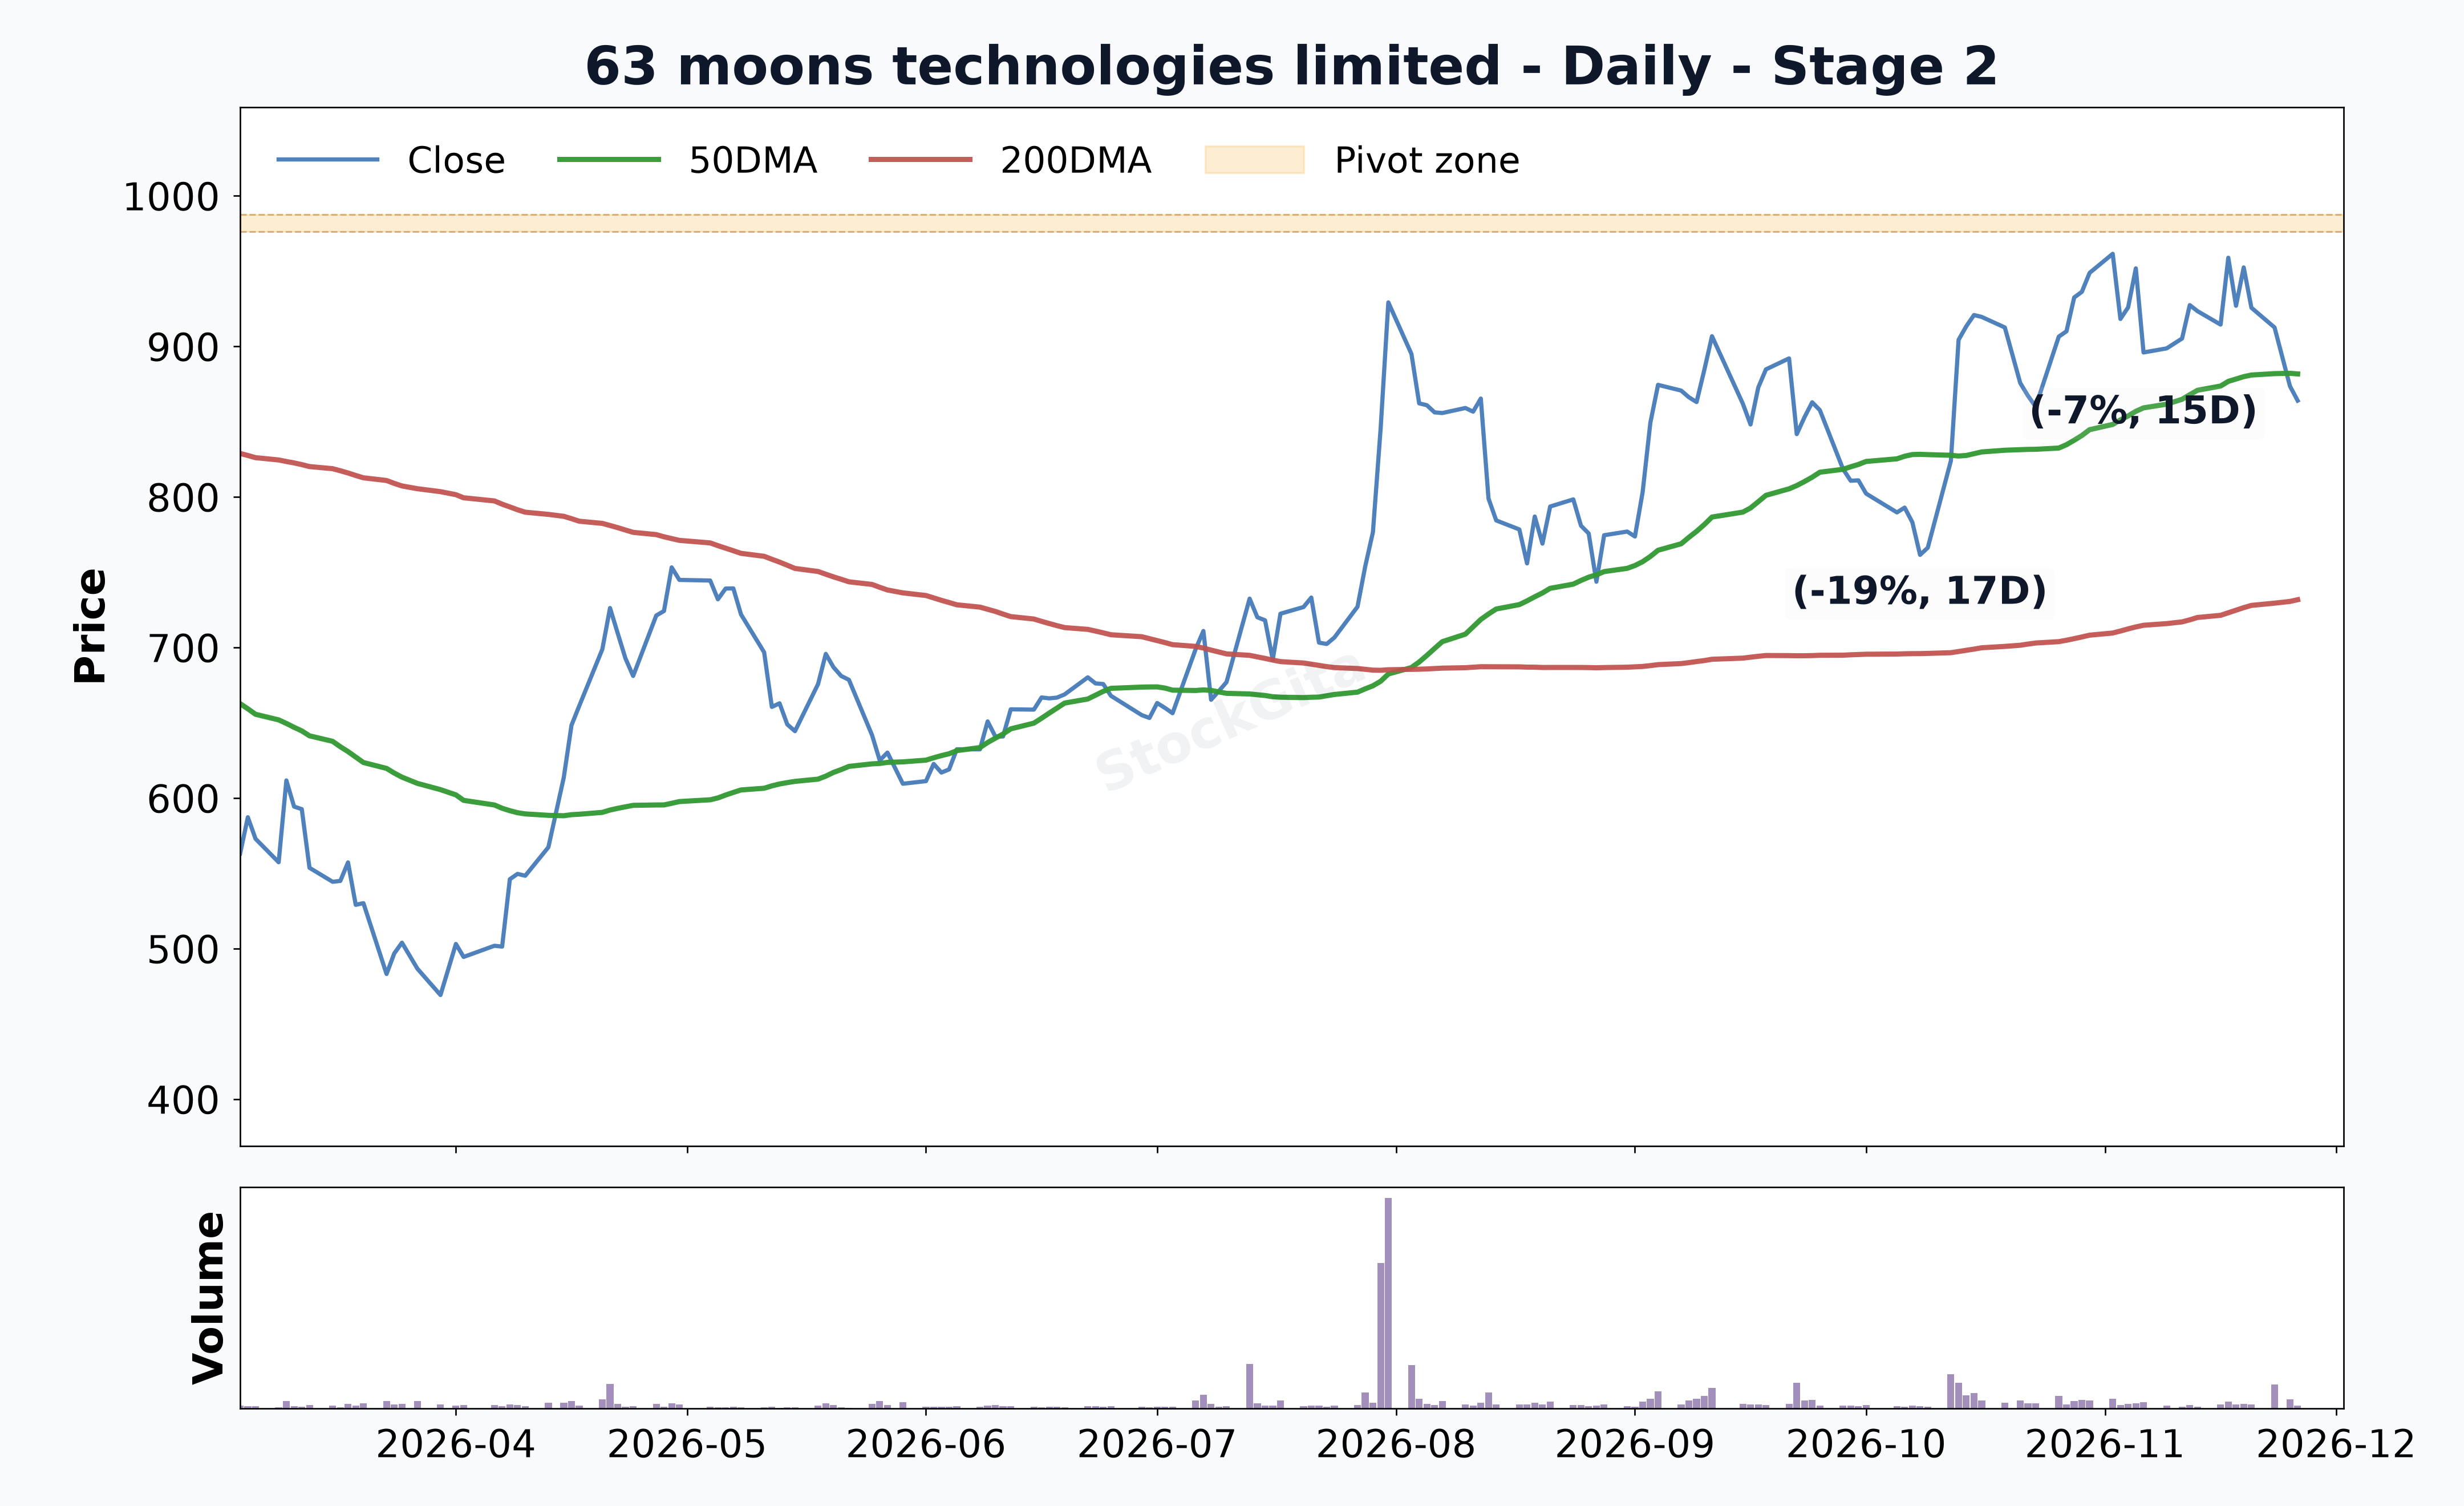 63 moons technologies limited - Daily - Stage 2
Close 50DMA 200DMA Pivot zone
1000
900
800
700
600
500
400
Price
(-7%, 15D)
(-19%, 17D)
StockGita
Volume
2026-04 2026-05 2026-06 2026-07 2026-08 2026-09 2026-10 2026-11 2026-12